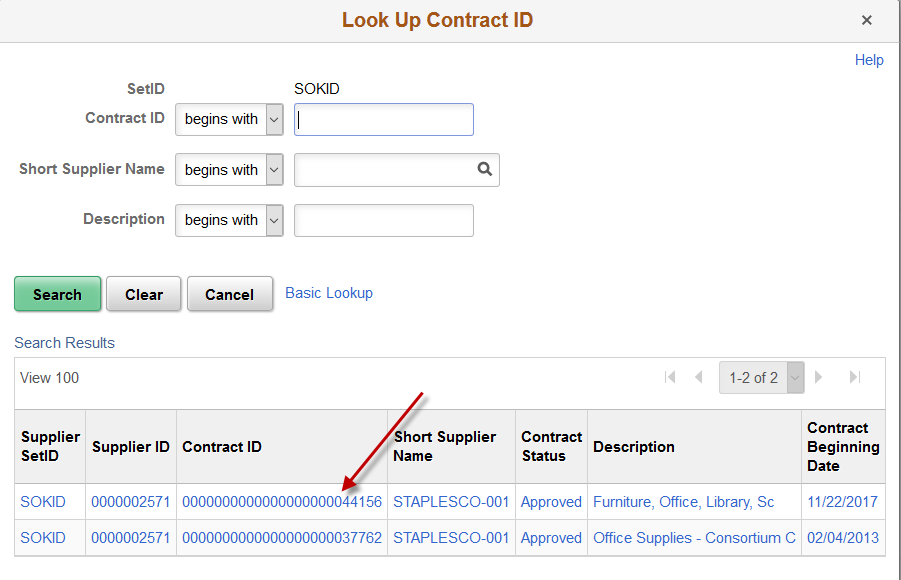 Look Up Contract ID ×
Help
SetID SOKID
Contract ID begins with
Short Supplier Name begins with
Description begins with
Search Clear Cancel Basic Lookup
Search Results
View 100 1-2 of 2
Supplier SetID Supplier ID Contract ID Short Supplier Name Contract Status Description Contract Beginning Date
SOKID 0000002571 0000000000000000000044156 STAPLESCO-001 Approved Furniture, Office, Library, Sc 11/22/2017
SOKID 0000002571 0000000000000000000037762 STAPLESCO-001 Approved Office Supplies - Consortium C 02/04/2013